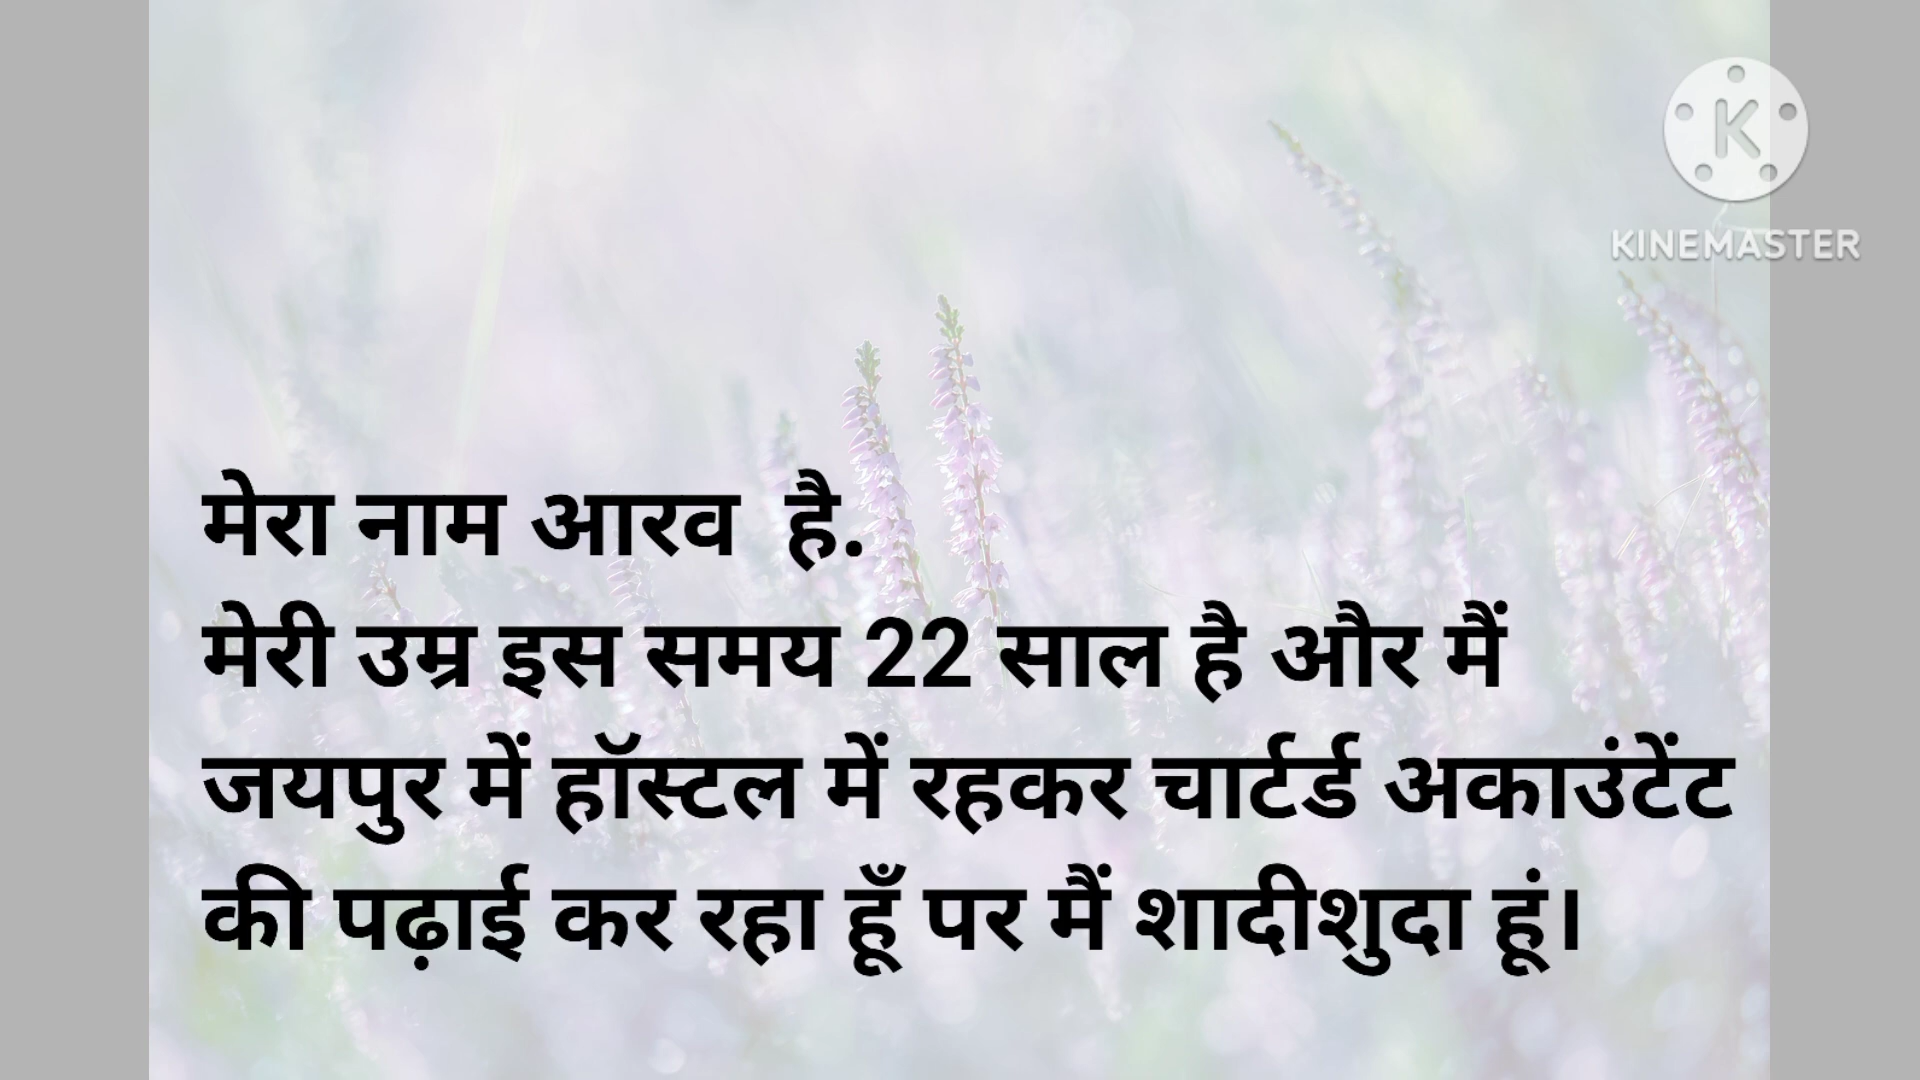 KINEMASTER
मेरा नाम आरव  है.
मेरी उम्र इस समय 22 साल है और मैं
जयपुर में हॉस्टल में रहकर चार्टर्ड अकाउंटेंट
की पढ़ाई कर रहा हूँ पर मैं शादीशुदा हूं।